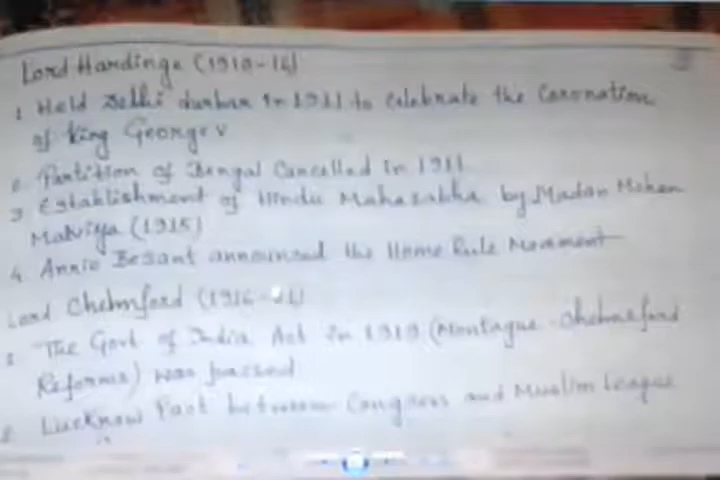 Lord Hardinge (1910-16)
1 Held Delhi durbar in 1911 to celebrate the Coronation
of King George V
2. Partition of Bengal Cancelled in 1911
3 establishment of Hindu Mahasabha by Madan Mohan
Malviya (1915)
4 Annie Besant announced the Home Rule Movement
Lord Chelmsford (1916-21)
1 The Govt of India Act in 1919 (Montague-Chelmsford
Reforms) was passed
2 Lucknow Pact between Congress and Muslim League